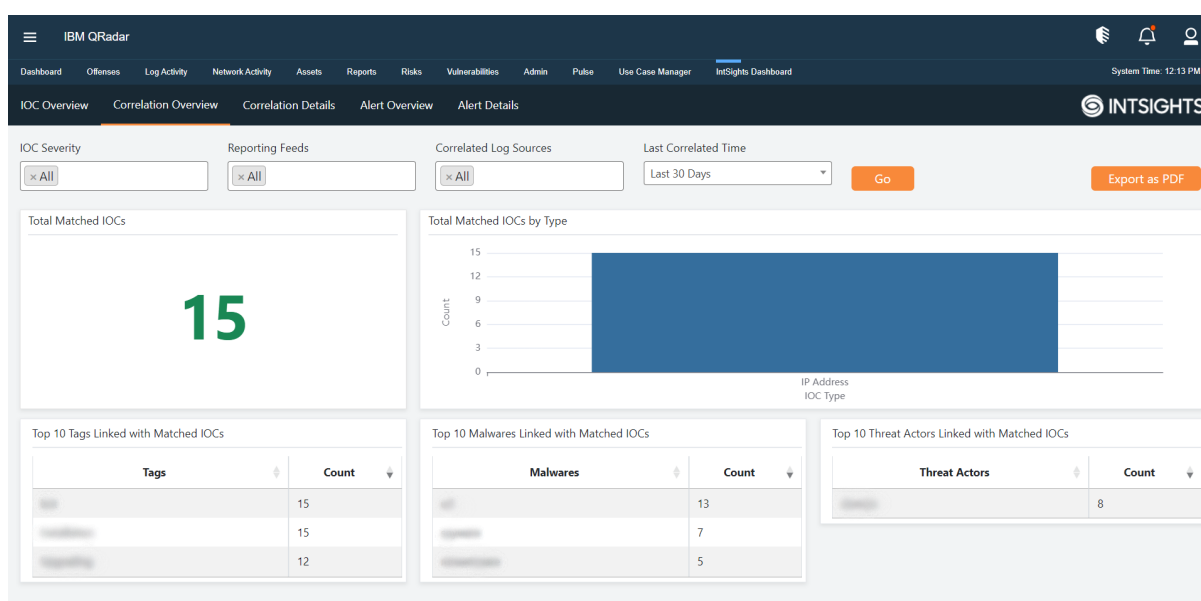 IBM QRadar
Dashboard Offenses Log Activity Network Activity Assets Reports Risks Vulnerabilities Admin Pulse Use Case Manager IntSights Dashboard System Time: 12:13 PM
IOC Overview Correlation Overview Correlation Details Alert Overview Alert Details INTSIGHTS
IOC Severity Reporting Feeds Correlated Log Sources Last Correlated Time
× All × All × All Last 30 Days Go Export as PDF
Total Matched IOCs
15
Total Matched IOCs by Type
15
12
9
6
3
0
Count
IP Address
IOC Type
Top 10 Tags Linked with Matched IOCs
Tags Count
15
15
12
Top 10 Malwares Linked with Matched IOCs
Malwares Count
13
7
5
Top 10 Threat Actors Linked with Matched IOCs
Threat Actors Count
8